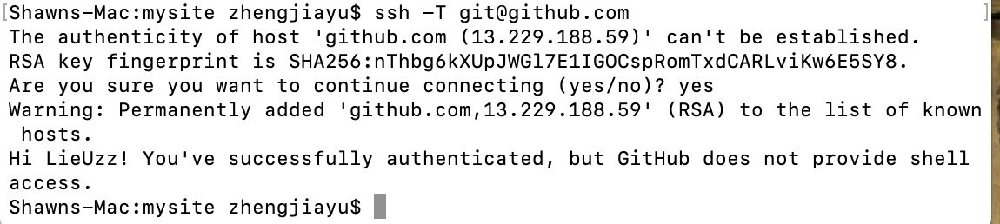 [Shawns-Mac:mysite zhengjiayu$ ssh -T git@github.com ]
The authenticity of host 'github.com (13.229.188.59)' can't be established.
RSA key fingerprint is SHA256:nThbg6kXUpJWGl7E1IGOCspRomTxdCARLviKw6E5SY8.
Are you sure you want to continue connecting (yes/no)? yes
Warning: Permanently added 'github.com,13.229.188.59' (RSA) to the list of known
hosts.
Hi LieUzz! You've successfully authenticated, but GitHub does not provide shell
access.
Shawns-Mac:mysite zhengjiayu$